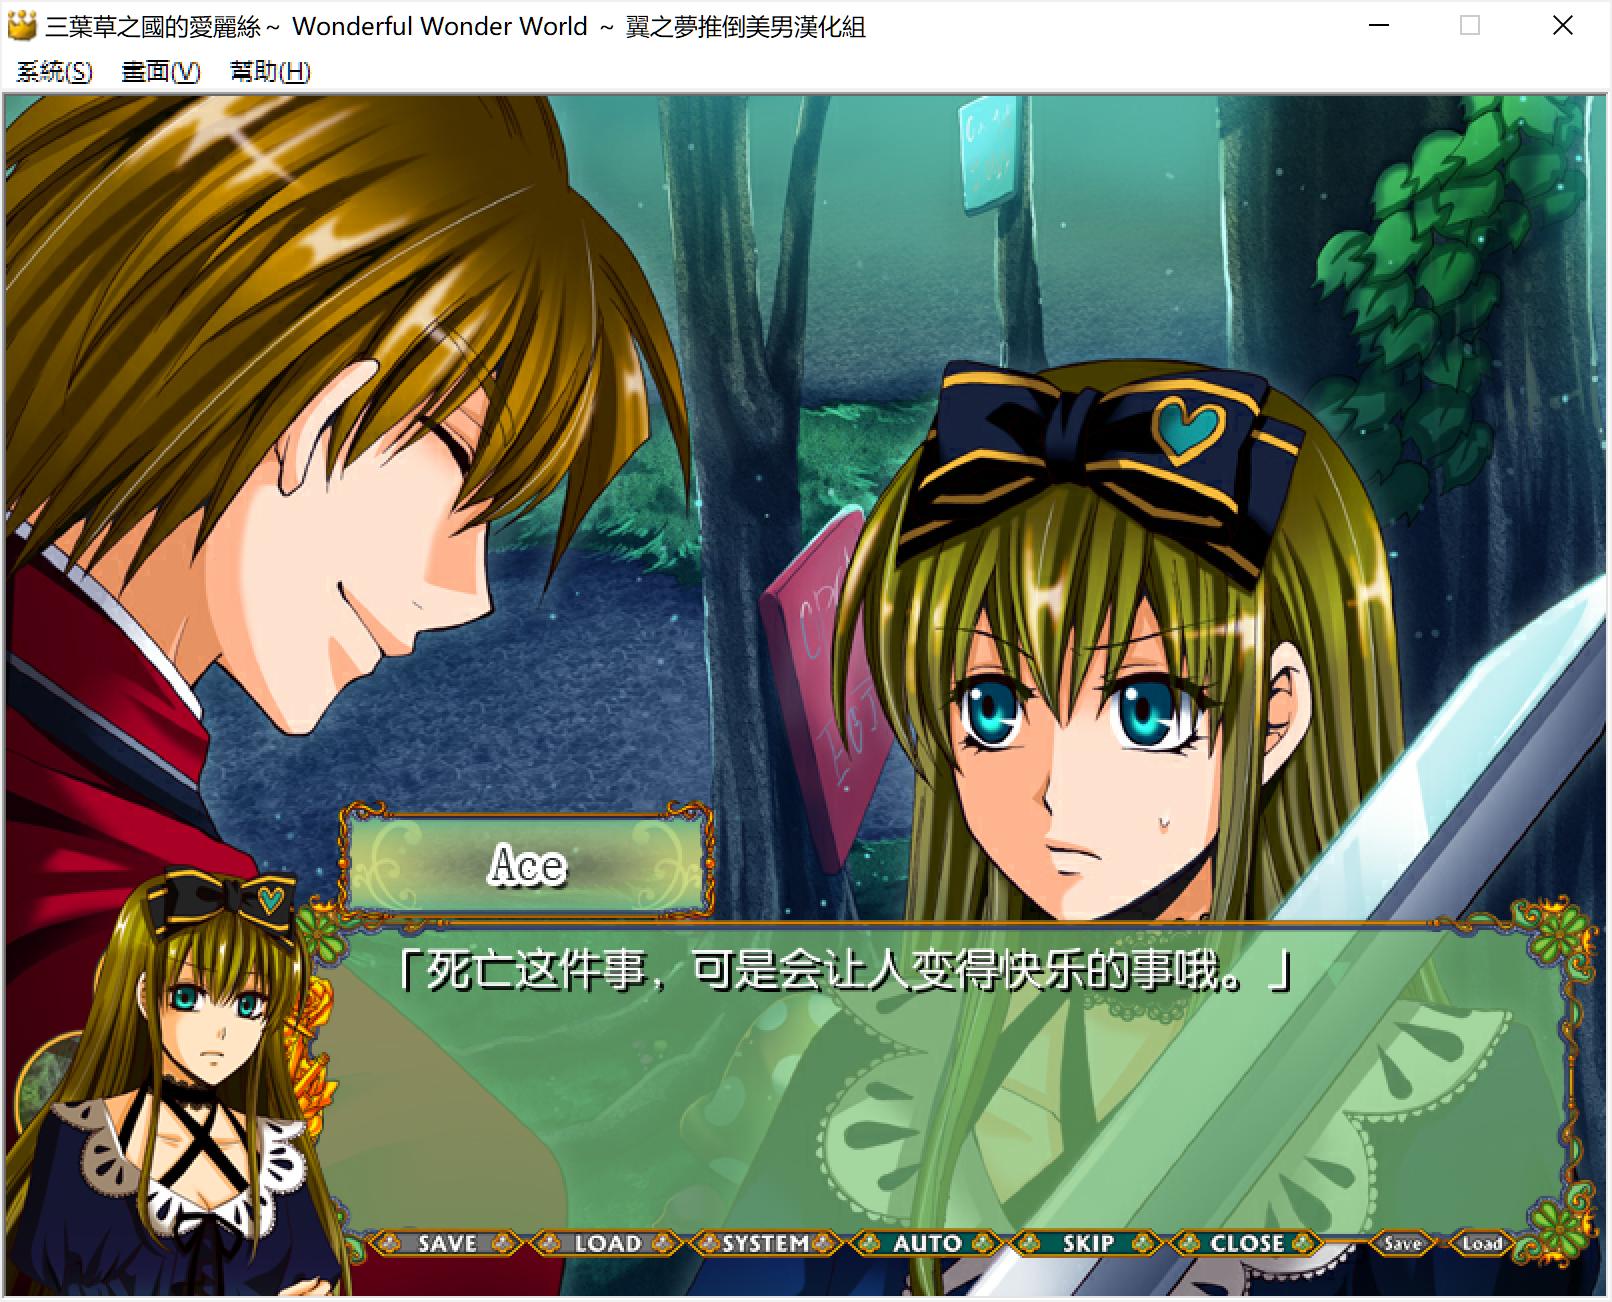 三葉草之國的愛麗絲～ Wonderful Wonder World ～ 翼之夢推倒美男漢化組
系統(S) 畫面(V) 幫助(H)
Ace
「死亡这件事，可是会让人变得快乐的事哦。」
SAVE LOAD SYSTEM AUTO SKIP CLOSE Save Load